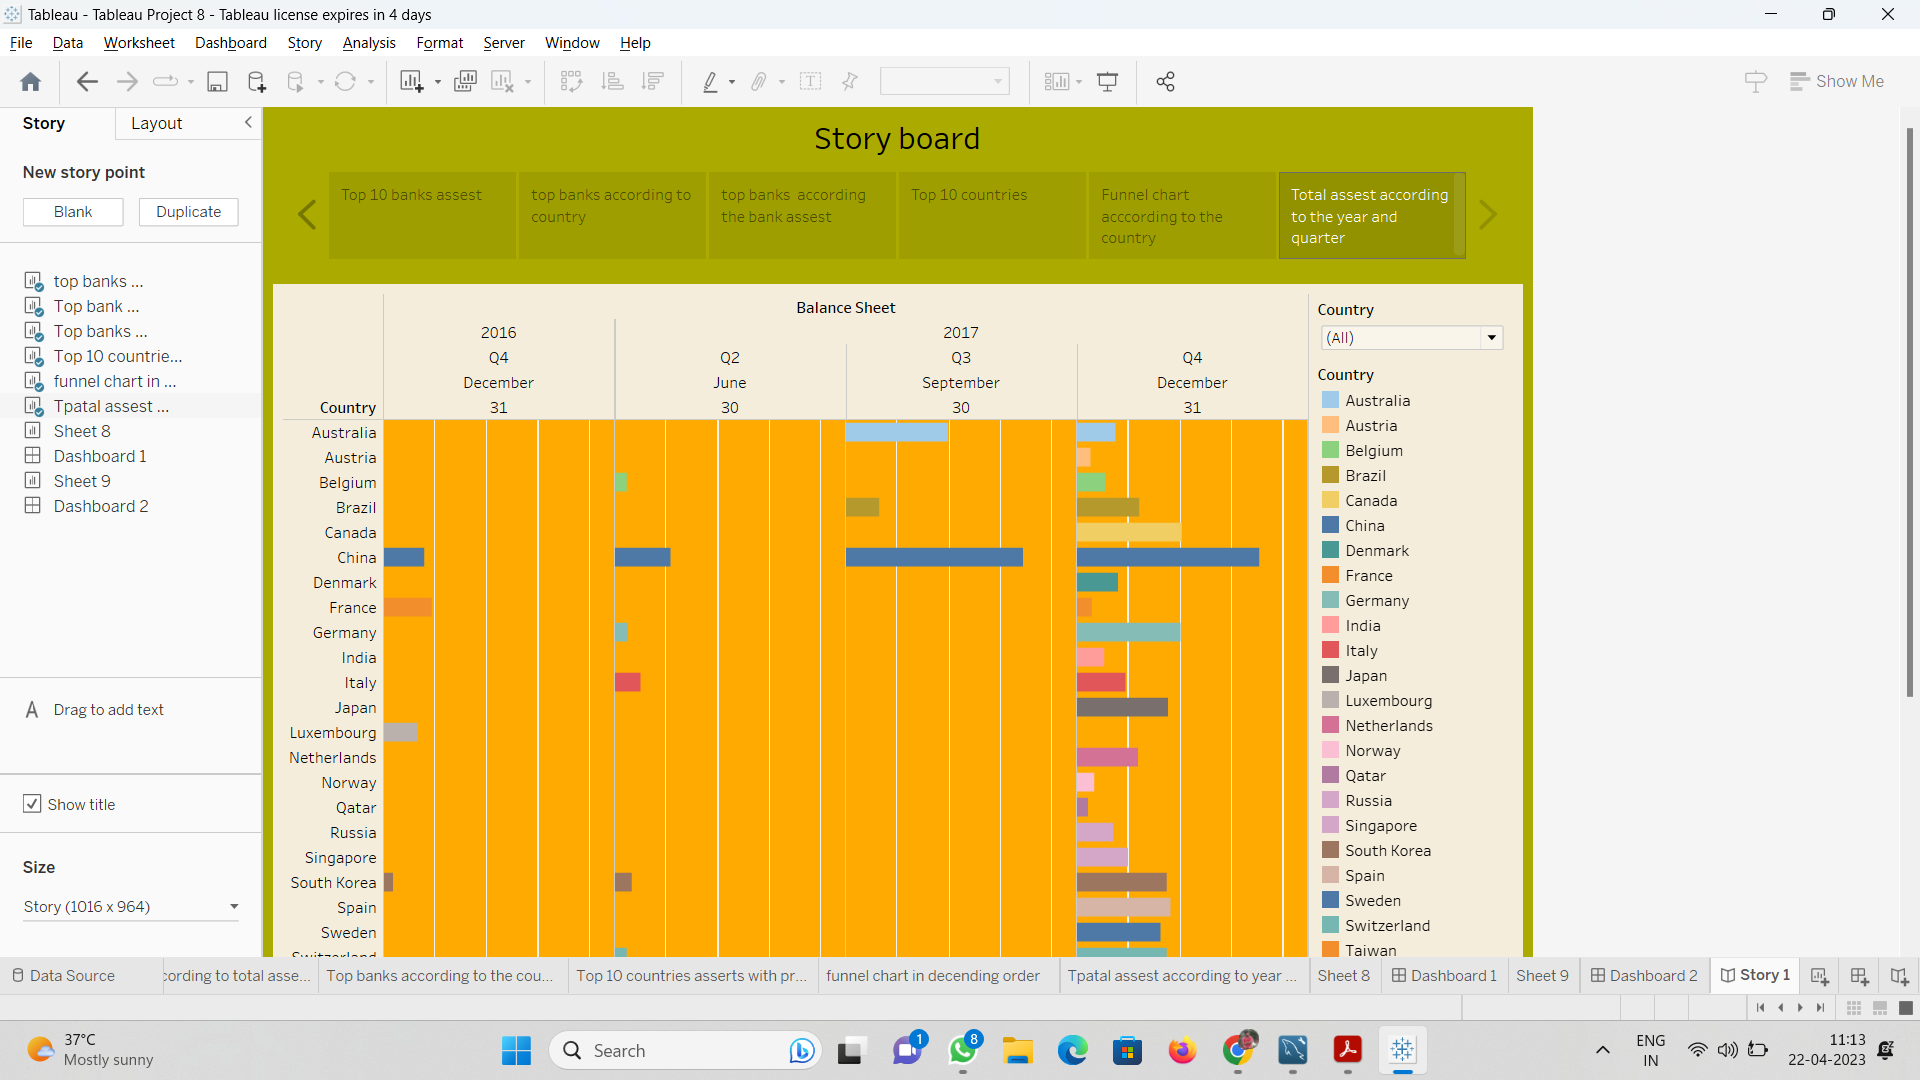 Tableau - Tableau Project 8 - Tableau license expires in 4 days
File Data Worksheet Dashboard Story Analysis Format Server Window Help
Show Me
Story Layout
New story point
Blank Duplicate
top banks ...
Top bank ...
Top banks ...
Top 10 countrie...
funnel chart in ...
Tpatal assest ...
Sheet 8
Dashboard 1
Sheet 9
Dashboard 2
A Drag to add text
Show title
Size
Story (1016 x 964)
Story board
Top 10 banks assest
top banks according to
country
top banks according
the bank assest
Top 10 countries
Funnel chart
acccording to the
country
Total assest according
to the year and
quarter
Balance Sheet
2016 2017
Q4 Q2 Q3 Q4
December June September December
Country 31 30 30 31
Australia
Austria
Belgium
Brazil
Canada
China
Denmark
France
Germany
India
Italy
Japan
Luxembourg
Netherlands
Norway
Qatar
Russia
Singapore
South Korea
Spain
Sweden
Switzerland
Country
(All)
Country
Australia
Austria
Belgium
Brazil
Canada
China
Denmark
France
Germany
India
Italy
Japan
Luxembourg
Netherlands
Norway
Qatar
Russia
Singapore
South Korea
Spain
Sweden
Switzerland
Taiwan
Data Source cording to total asse... Top banks according to the cou... Top 10 countries asserts with pr... funnel chart in decending order Tpatal assest according to year ... Sheet 8 Dashboard 1 Sheet 9 Dashboard 2 Story 1
37°C
Mostly sunny
Search
1
8
ENG
IN
11:13
22-04-2023